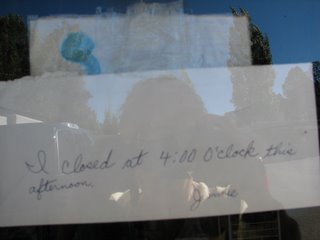 I closed at 4:00 O'clock this
afternoon.